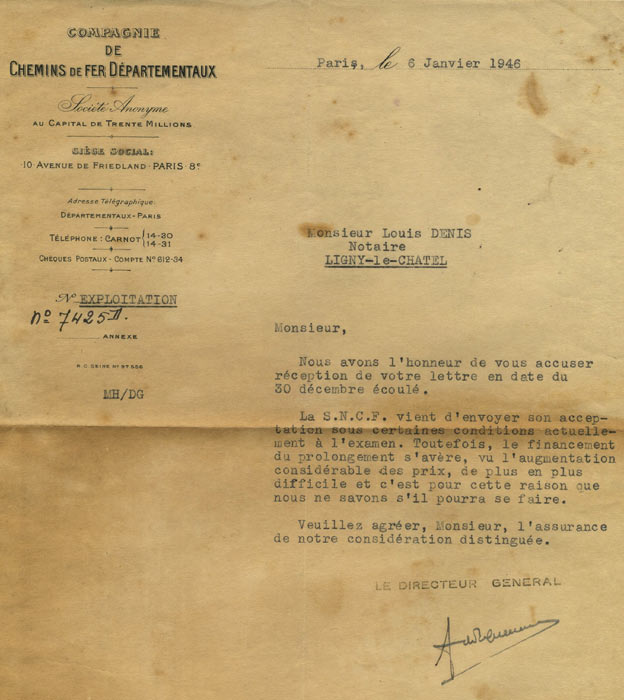 COMPAGNIE
DE
CHEMINS DE FER DÉPARTEMENTAUX
Société Anonyme
AU CAPITAL DE TRENTE MILLIONS
SIÈGE SOCIAL:
10 AVENUE DE FRIEDLAND · PARIS · 8e
Adresse Télégraphique:
DÉPARTEMENTAUX-PARIS
TÉLÉPHONE : CARNOT 14-30
14-31
CHÈQUES POSTAUX - COMPTE No 612-34
No EXPLOITATION
no 7425 II.
ANNEXE
R.C. SEINE No 97556
MH/DG
Paris, le 6 Janvier 1946
Monsieur Louis DENIS
Notaire
LIGNY-le-CHATEL
Monsieur,
Nous avons l'honneur de vous accuser
réception de votre lettre en date du
30 décembre écoulé.
La S.N.C.F. vient d'envoyer son accep-
tation sous certaines conditions actuelle-
ment à l'examen. Toutefois, le financement
du prolongement s'avère, vu l'augmentation
considérable des prix, de plus en plus
difficile et c'est pour cette raison que
nous ne savons s'il pourra se faire.
Veuillez agréer, Monsieur, l'assurance
de notre considération distinguée.
LE DIRECTEUR GÉNÉRAL